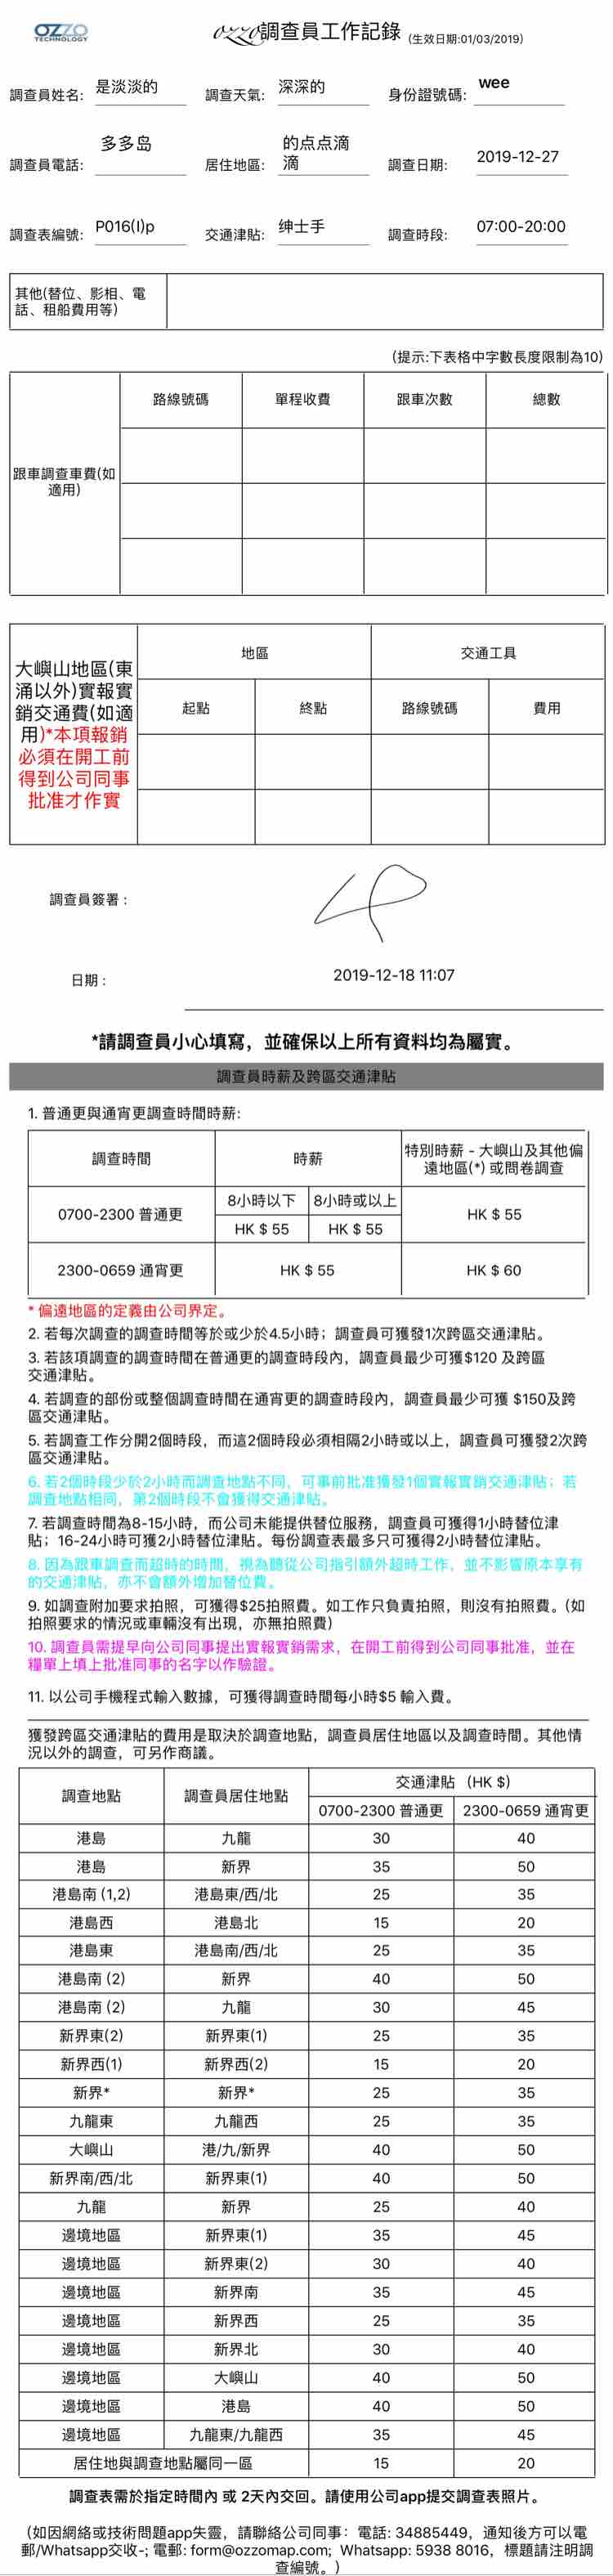 OZZO
TECHNOLOGY
ozzo調查員工作記錄 (生效日期:01/03/2019)
調查員姓名: 是淡淡的 調查天氣: 深深的 身份證號碼: wee
調查員電話: 多多岛 居住地區: 的点点滴
滴 調查日期: 2019-12-27
調查表編號: P016(I)p 交通津貼: 绅士手 調查時段: 07:00-20:00
其他(替位、影相、電
話、租船費用等)
(提示:下表格中字數長度限制為10)
路線號碼 單程收費 跟車次數 總數
跟車調查車費(如
適用)
地區 交通工具
起點 終點 路線號碼 費用
大嶼山地區(東
涌以外)實報實
銷交通費(如適
用)*本項報銷
必須在開工前
得到公司同事
批准才作實
調查員簽署 :
日期 : 2019-12-18 11:07
*請調查員小心填寫，並確保以上所有資料均為屬實。
調查員時薪及跨區交通津貼
1. 普通更與通宵更調查時間時薪:
調查時間 時薪 特別時薪 - 大嶼山及其他偏
遠地區(*) 或問卷調查
0700-2300 普通更 8小時以下 8小時或以上 HK $ 55
HK $ 55 HK $ 55
2300-0659 通宵更 HK $ 55 HK $ 60
* 偏遠地區的定義由公司界定。
2. 若每次調查的調查時間等於或少於4.5小時；調查員可獲發1次跨區交通津貼。
3. 若該項調查的調查時間在普通更的調查時段內，調查員最少可獲$120 及跨區
交通津貼。
4. 若調查的部份或整個調查時間在通宵更的調查時段內，調查員最少可獲 $150及跨
區交通津貼。
5. 若調查工作分開2個時段，而這2個時段必須相隔2小時或以上，調查員可獲發2次跨
區交通津貼。
6. 若2個時段少於2小時而調查地點不同，可事前批准獲發1個實報實銷交通津貼；若
調查地點相同，第2個時段不會獲得交通津貼。
7. 若調查時間為8-15小時，而公司未能提供替位服務，調查員可獲得1小時替位津
貼；16-24小時可獲2小時替位津貼。每份調查表最多只可獲得2小時替位津貼。
8. 因為跟車調查而超時的時間，視為聽從公司指引額外超時工作，並不影響原本享有
的交通津貼，亦不會額外增加替位費。
9. 如調查附加要求拍照，可獲得$25拍照費。如工作只負責拍照，則沒有拍照費。（如
拍照要求的情況或車輛沒有出現，亦無拍照費）
10. 調查員需提早向公司同事提出實報實銷需求，在開工前得到公司同事批准，並在
糧單上填上批准同事的名字以作驗證。
11. 以公司手機程式輸入數據，可獲得調查時間每小時$5 輸入費。
獲發跨區交通津貼的費用是取決於調查地點，調查員居住地區以及調查時間。其他情
況以外的調查，可另作商議。
調查地點 調查員居住地點 交通津貼 （HK $)
0700-2300 普通更 2300-0659 通宵更
港島 九龍 30 40
港島 新界 35 50
港島南 (1,2) 港島東/西/北 25 35
港島西 港島北 15 20
港島東 港島南/西/北 25 35
港島南 (2) 新界 40 50
港島南 (2) 九龍 30 45
新界東(2) 新界東(1) 25 35
新界西(1) 新界西(2) 15 20
新界* 新界* 25 35
九龍東 九龍西 25 35
大嶼山 港/九/新界 40 50
新界南/西/北 新界東(1) 40 50
九龍 新界 25 40
邊境地區 新界東(1) 35 45
邊境地區 新界東(2) 30 40
邊境地區 新界南 35 45
邊境地區 新界西 25 35
邊境地區 新界北 30 40
邊境地區 大嶼山 40 50
邊境地區 港島 40 50
邊境地區 九龍東/九龍西 35 45
居住地與調查地點屬同一區 15 20
調查表需於指定時間內 或 2天內交回。請使用公司app提交調查表照片。
（如因網絡或技術問題app失靈，請聯絡公司同事：電話: 34885449，通知後方可以電
郵/Whatsapp交收-; 電郵: form@ozzomap.com; Whatsapp: 5938 8016，標題請注明調
查編號。）